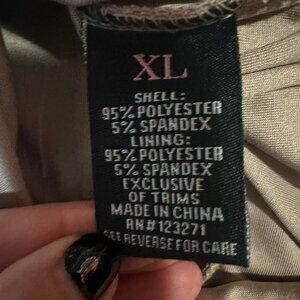 XL
SHELL:
95% POLYESTER
5% SPANDEX
LINING:
95% POLYESTER
5% SPANDEX
EXCLUSIVE
OF TRIMS
MADE IN CHINA
RN#123271
SEE REVERSE FOR CARE